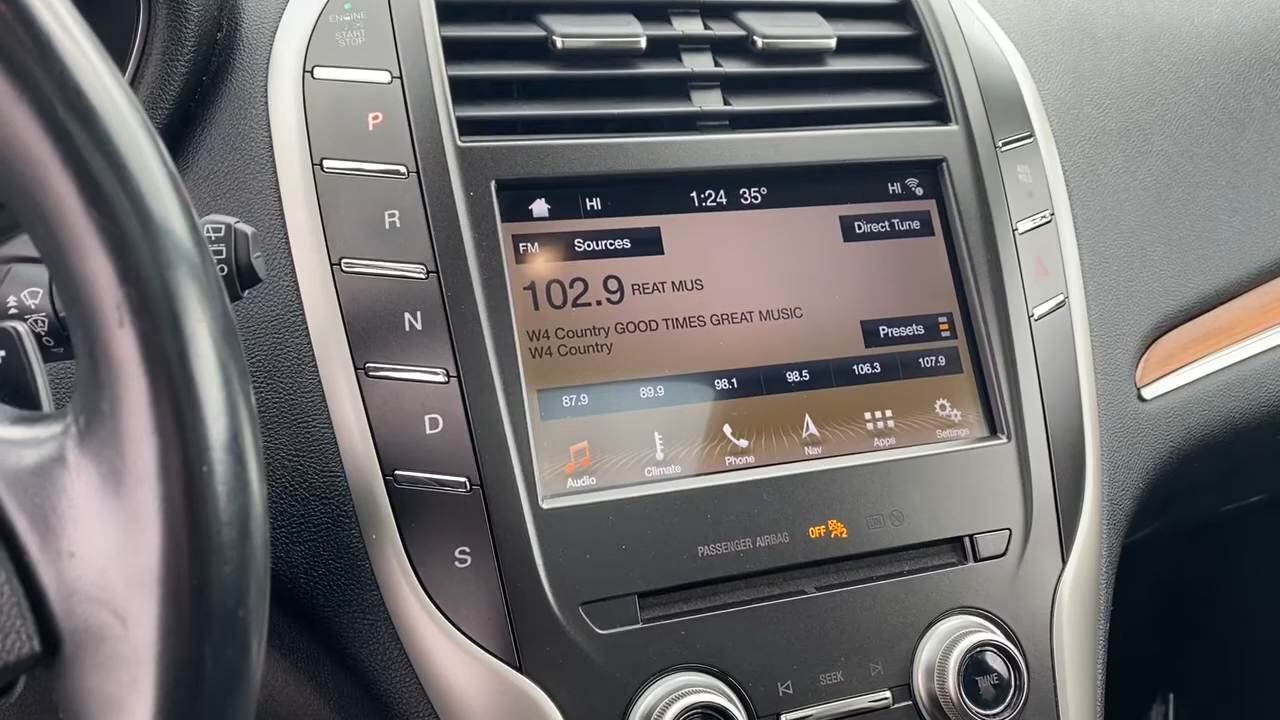 ENGINE
START
STOP
P
R
N
D
S
HI
1:24 35°
HI
FM Sources
Direct Tune
102.9 REAT MUS
W4 Country GOOD TIMES GREAT MUSIC
W4 Country
Presets
87.9 89.9 98.1 98.5 106.3 107.9
Audio Climate Phone Nav Apps Settings
PASSENGER AIRBAG OFF ON
SEEK
TUNE